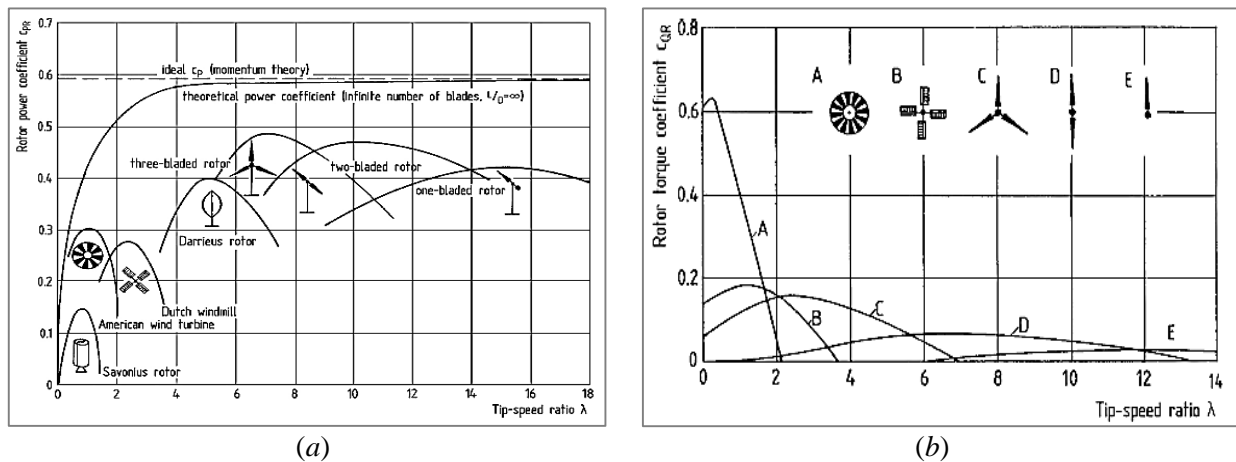 Rotor power coefficient cPR
0.7
0.6
0.5
0.4
0.3
0.2
0.1
0
ideal cP (momentum theory)
theoretical power coefficient (infinite number of blades, L/D=∞)
three-bladed rotor
two-bladed rotor
one-bladed rotor
Darrieus rotor
Dutch windmill
American wind turbine
Savonius rotor
0 2 4 6 8 10 12 14 16 18
Tip-speed ratio λ
(a)
Rotor torque coefficient cQR
0.8
0.6
0.4
0.2
0
A B C D E
A
B
C
D
E
0 2 4 6 8 10 12 14
Tip-speed ratio λ
(b)